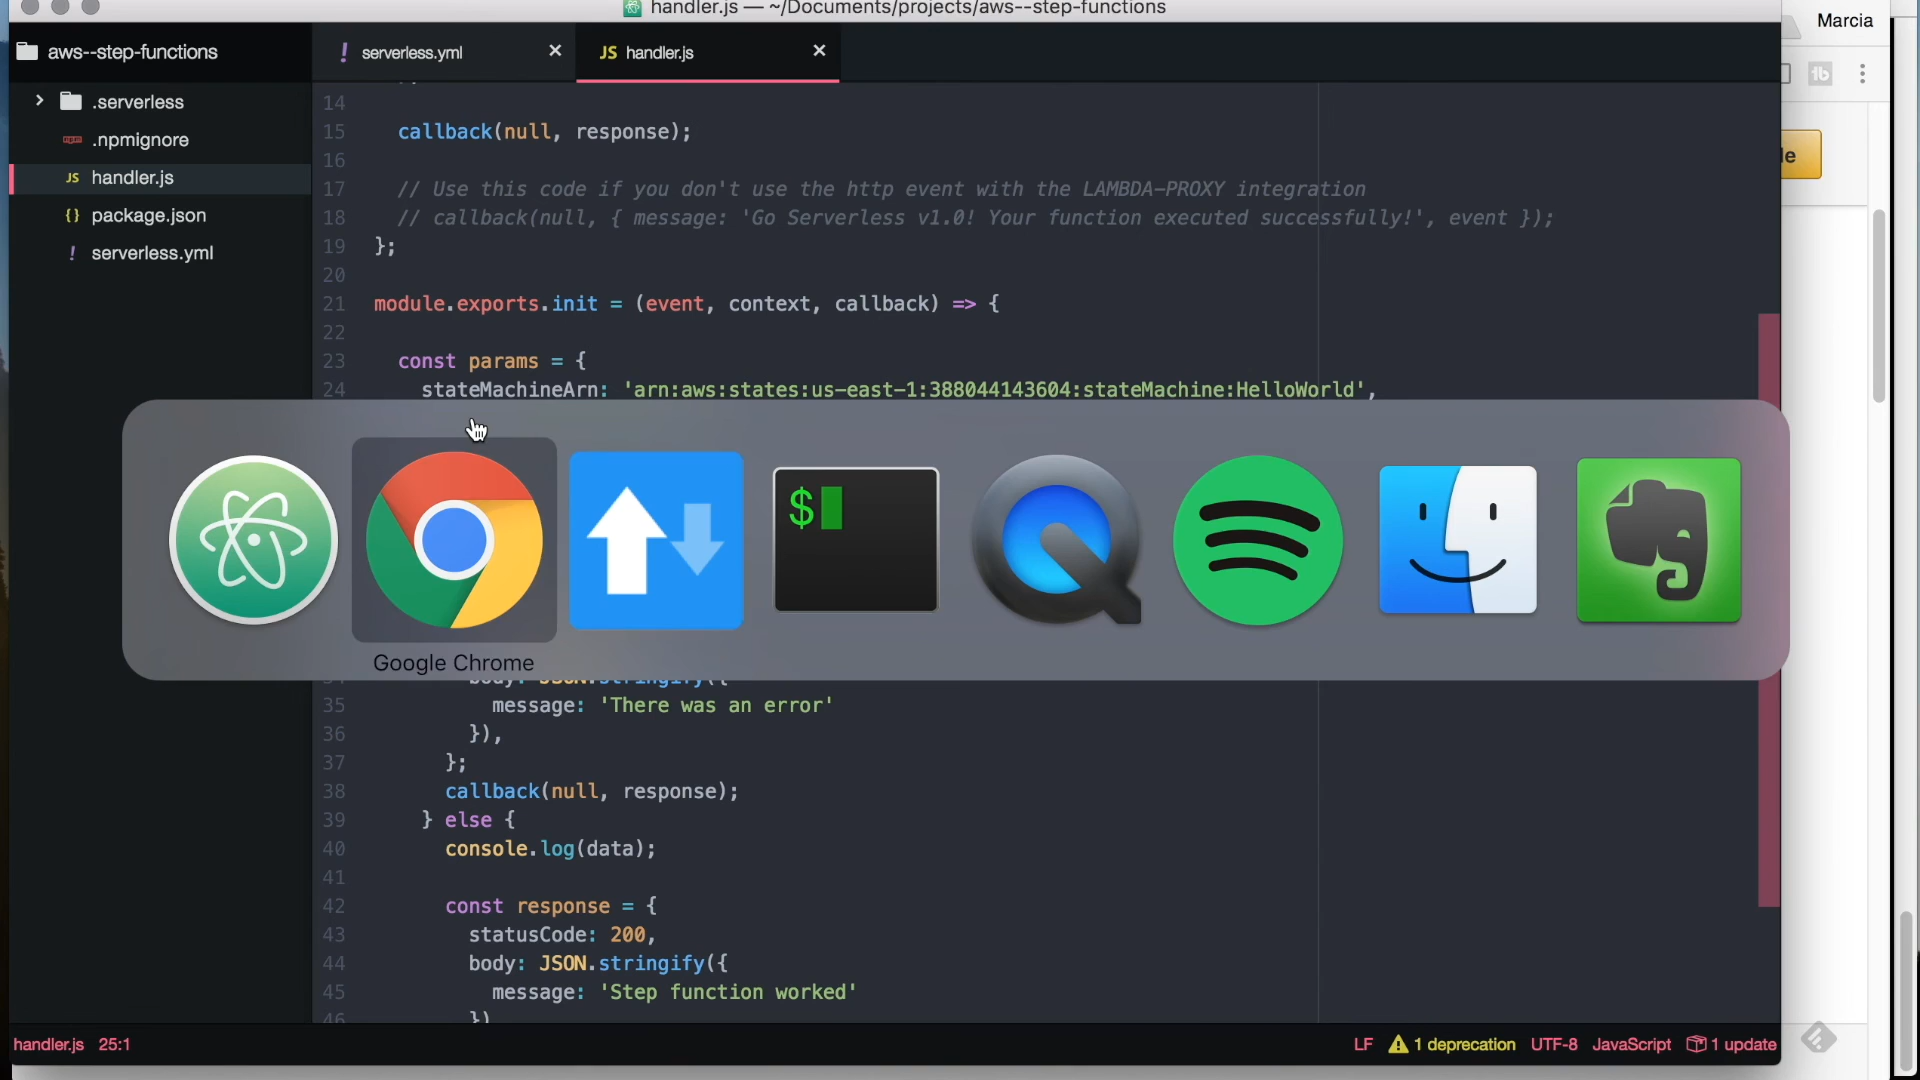 handler.js — ~/Documents/projects/aws--step-functions
Marcia
aws--step-functions
serverless.yml
JS handler.js
.serverless
.npmignore
JS handler.js
{} package.json
! serverless.yml
14
15 callback(null, response);
16
17 // Use this code if you don't use the http event with the LAMBDA-PROXY integration
18 // callback(null, { message: 'Go Serverless v1.0! Your function executed successfully!', event });
19 };
20
21 module.exports.init = (event, context, callback) => {
22
23 const params = {
24 stateMachineArn: 'arn:aws:states:us-east-1:388044143604:stateMachine:HelloWorld',
$
Google Chrome
35 message: 'There was an error'
36 }),
37 };
38 callback(null, response);
39 } else {
40 console.log(data);
41
42 const response = {
43 statusCode: 200,
44 body: JSON.stringify({
45 message: 'Step function worked'
46 })
handler.js 25:1
LF 1 deprecation UTF-8 JavaScript 1 update